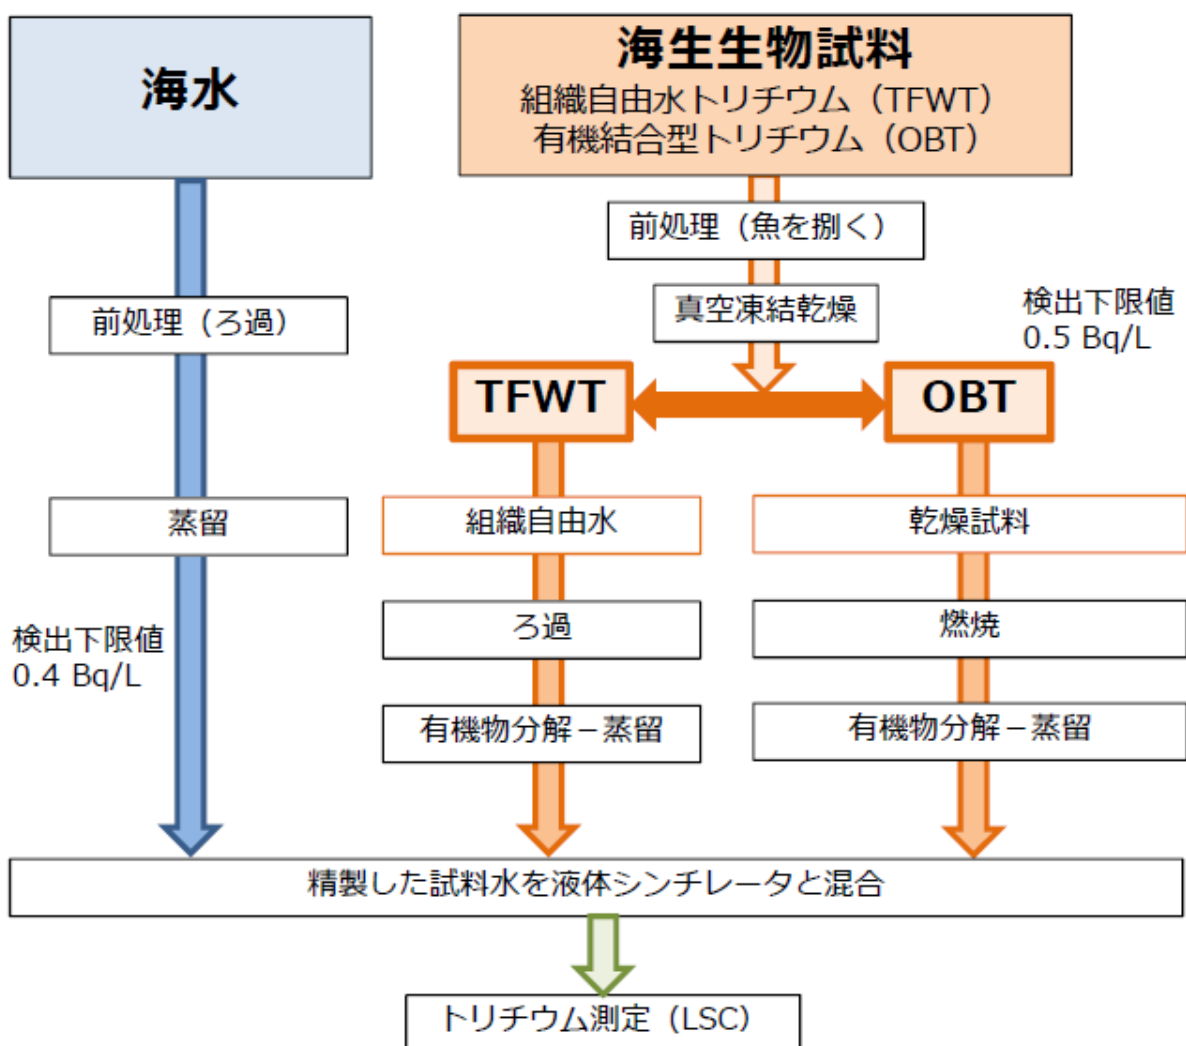 海水
前処理（ろ過）
蒸留
検出下限値
0.4 Bq/L
海生生物試料
組織自由水トリチウム（TFWT）
有機結合型トリチウム（OBT）
前処理（魚を捌く）
真空凍結乾燥
検出下限値
0.5 Bq/L
TFWT
OBT
組織自由水
ろ過
有機物分解－蒸留
乾燥試料
燃焼
有機物分解－蒸留
精製した試料水を液体シンチレータと混合
トリチウム測定（LSC）